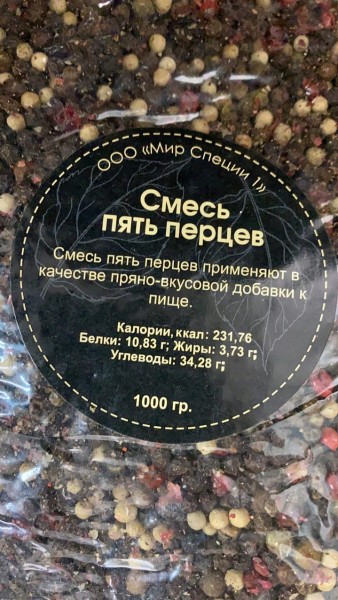 ООО «Мир Специи 1»
Смесь
пять перцев
Смесь пять перцев применяют в
качестве пряно-вкусовой добавки к
пище.
Калории, ккал: 231,76
Белки: 10,83 г; Жиры: 3,73 г;
Углеводы: 34,28 г;
1000 гр.